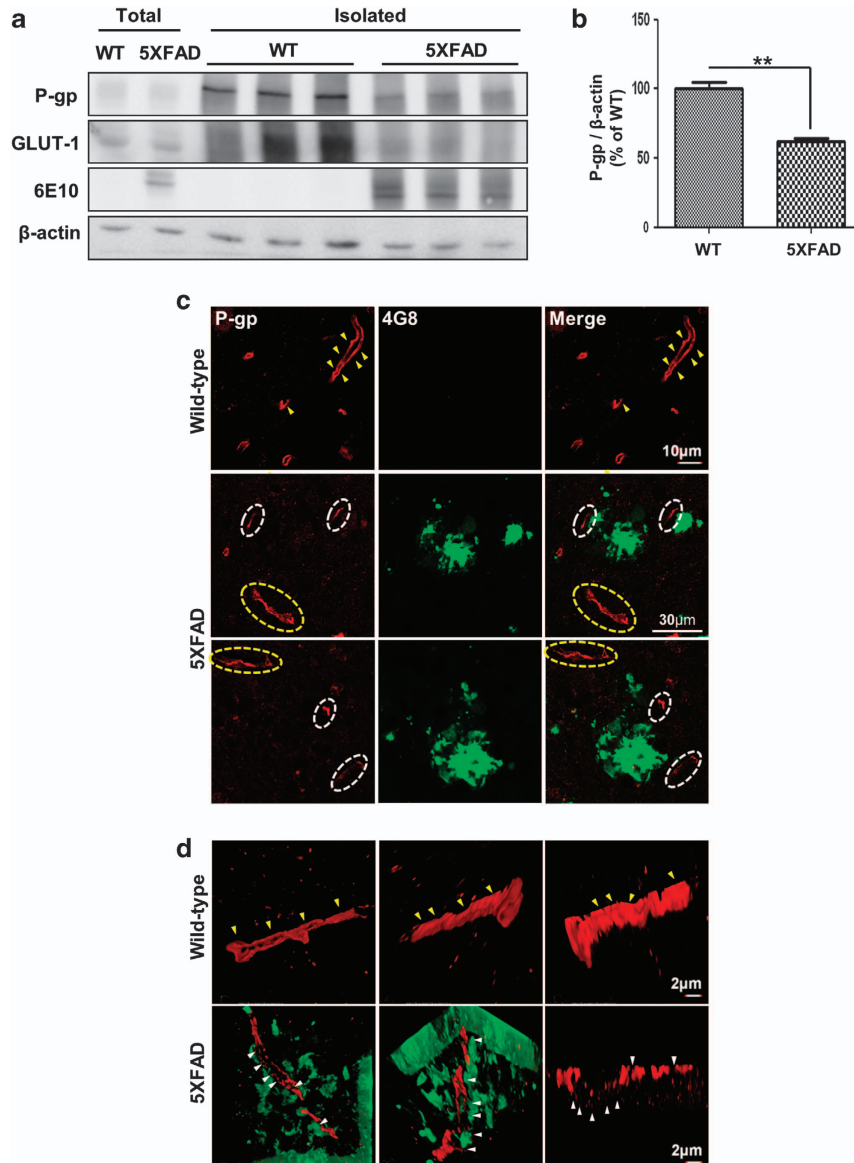 a
Total
Isolated
WT
5XFAD
WT
5XFAD
P-gp
GLUT-1
6E10
β-actin
b
P-gp / β-actin
(% of WT)
150
100
50
0
**
WT
5XFAD
c
P-gp
4G8
Merge
Wild-type
10μm
5XFAD
30μm
d
Wild-type
2μm
5XFAD
2μm